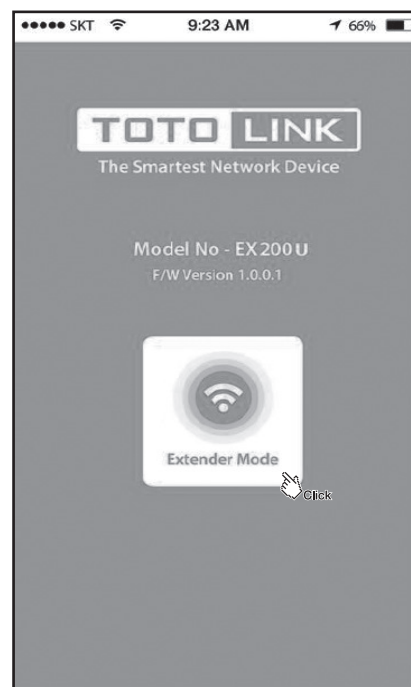 SKT 9:23 AM 66%
TOTO LINK
The Smartest Network Device
Model No - EX200U
F/W Version 1.0.0.1
Extender Mode
Click